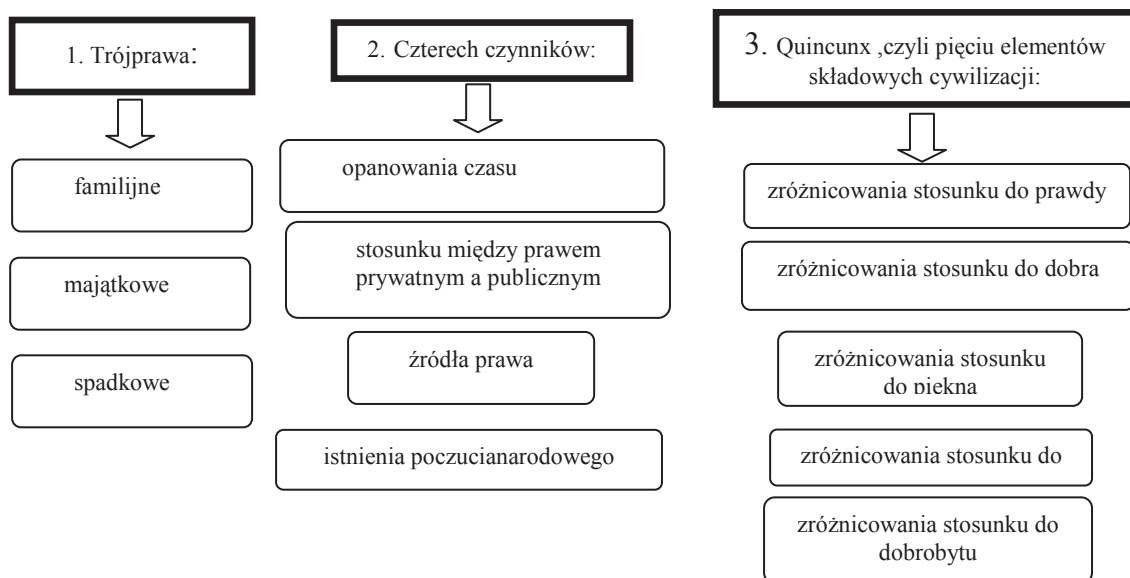 1. Trójprawa:
familijne
majątkowe
spadkowe
2. Czterech czynników:
opanowania czasu
stosunku między prawem
prywatnym a publicznym
źródła prawa
istnienia poczucianarodowego
3. Quincunx ,czyli pięciu elementów
składowych cywilizacji:
zróżnicowania stosunku do prawdy
zróżnicowania stosunku do dobra
zróżnicowania stosunku
do piękna
zróżnicowania stosunku do
zróżnicowania stosunku do
dobrobytu